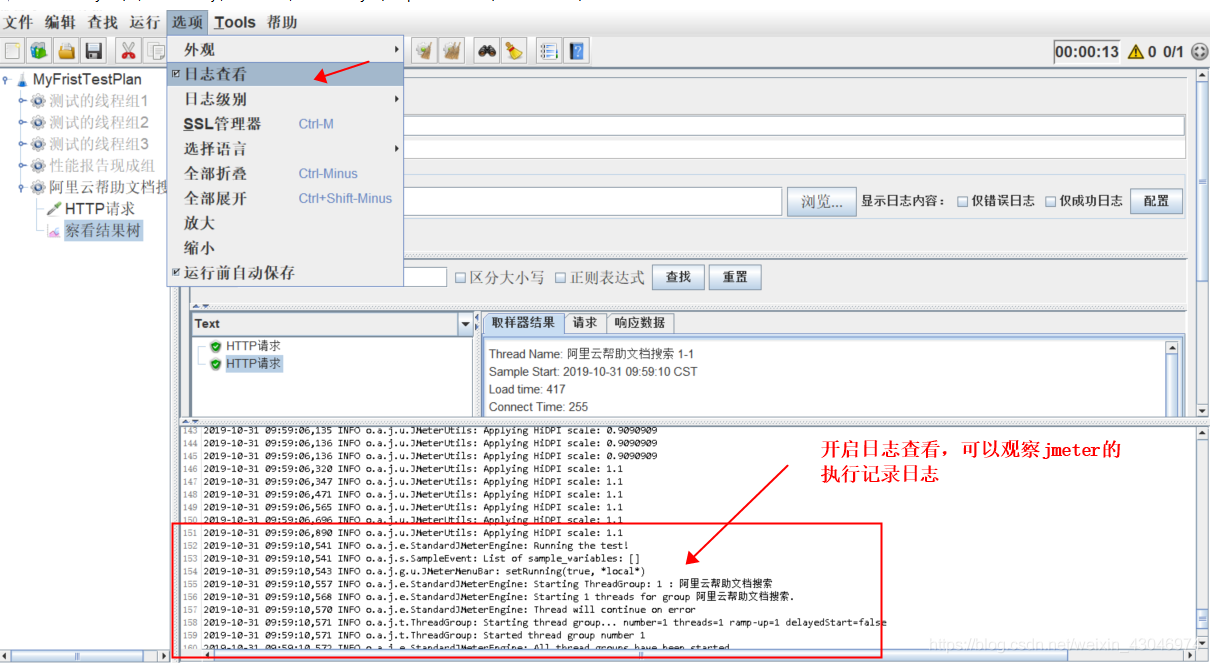 文件 编辑 查找 运行 选项 Tools 帮助
00:00:13 0 0/1
外观
日志查看
日志级别
SSL管理器 Ctrl-M
选择语言
全部折叠 Ctrl-Minus
全部展开 Ctrl+Shift-Minus
放大
缩小
运行前自动保存
MyFristTestPlan
测试的线程组1
测试的线程组2
测试的线程组3
性能报告现成组
阿里云帮助文档搜
HTTP请求
察看结果树
浏览... 显示日志内容: 仅错误日志 仅成功日志 配置
区分大小写 正则表达式 查找 重置
Text
HTTP请求
HTTP请求
取样器结果 请求 响应数据
Thread Name: 阿里云帮助文档搜索 1-1
Sample Start: 2019-10-31 09:59:10 CST
Load time: 417
Connect Time: 255
143 2019-10-31 09:59:06,135 INFO o.a.j.u.JMeterUtils: Applying HiDPI scale: 0.9090909
144 2019-10-31 09:59:06,136 INFO o.a.j.u.JMeterUtils: Applying HiDPI scale: 0.9090909
145 2019-10-31 09:59:06,136 INFO o.a.j.u.JMeterUtils: Applying HiDPI scale: 0.9090909
146 2019-10-31 09:59:06,320 INFO o.a.j.u.JMeterUtils: Applying HiDPI scale: 1.1
147 2019-10-31 09:59:06,347 INFO o.a.j.u.JMeterUtils: Applying HiDPI scale: 1.1
148 2019-10-31 09:59:06,471 INFO o.a.j.u.JMeterUtils: Applying HiDPI scale: 1.1
149 2019-10-31 09:59:06,565 INFO o.a.j.u.JMeterUtils: Applying HiDPI scale: 1.1
150 2019-10-31 09:59:06,696 INFO o.a.j.u.JMeterUtils: Applying HiDPI scale: 1.1
151 2019-10-31 09:59:06,890 INFO o.a.j.u.JMeterUtils: Applying HiDPI scale: 1.1
152 2019-10-31 09:59:10,541 INFO o.a.j.e.StandardJMeterEngine: Running the test!
153 2019-10-31 09:59:10,541 INFO o.a.j.s.SampleEvent: List of sample_variables: []
154 2019-10-31 09:59:10,543 INFO o.a.j.g.u.JMeterMenuBar: setRunning(true, *local*)
155 2019-10-31 09:59:10,557 INFO o.a.j.e.StandardJMeterEngine: Starting ThreadGroup: 1 : 阿里云帮助文档搜索
156 2019-10-31 09:59:10,568 INFO o.a.j.e.StandardJMeterEngine: Starting 1 threads for group 阿里云帮助文档搜索.
157 2019-10-31 09:59:10,570 INFO o.a.j.e.StandardJMeterEngine: Thread will continue on error
158 2019-10-31 09:59:10,571 INFO o.a.j.t.ThreadGroup: Starting thread group... number=1 threads=1 ramp-up=1 delayedStart=false
159 2019-10-31 09:59:10,571 INFO o.a.j.t.ThreadGroup: Started thread group number 1
160 2019-10-31 09:59:10,572 INFO o.a.j.e.StandardJMeterEngine: All thread groups have been started
开启日志查看，可以观察jmeter的
执行记录日志